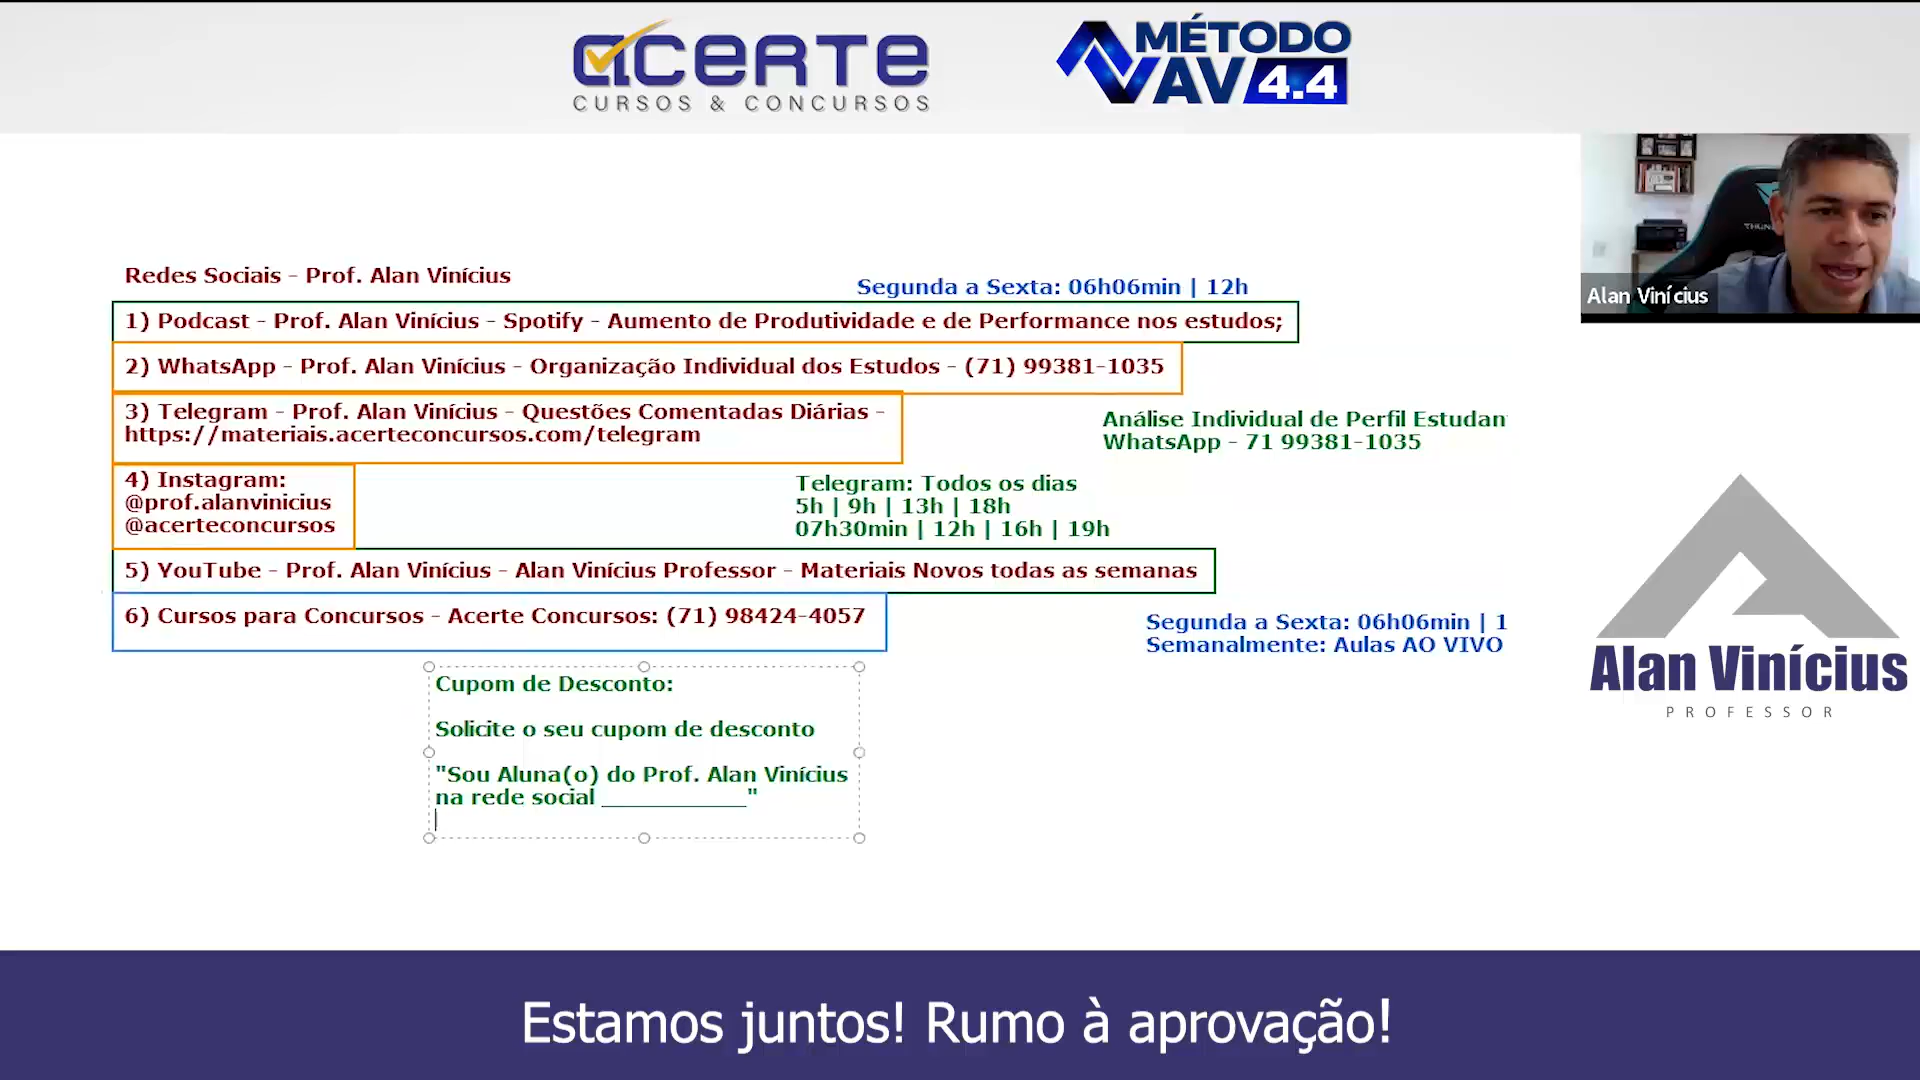 acerte
CURSOS & CONCURSOS
MÉTODO
AV 4.4
Redes Sociais - Prof. Alan Vinícius
Segunda a Sexta: 06h06min | 12h
1) Podcast - Prof. Alan Vinícius - Spotify - Aumento de Produtividade e de Performance nos estudos;
2) WhatsApp - Prof. Alan Vinícius - Organização Individual dos Estudos - (71) 99381-1035
3) Telegram - Prof. Alan Vinícius - Questões Comentadas Diárias -
https://materiais.acerteconcursos.com/telegram
Análise Individual de Perfil Estudan
WhatsApp - 71 99381-1035
4) Instagram:
@prof.alanvinicius
@acerteconcursos
Telegram: Todos os dias
5h | 9h | 13h | 18h
07h30min | 12h | 16h | 19h
5) YouTube - Prof. Alan Vinícius - Alan Vinícius Professor - Materiais Novos todas as semanas
6) Cursos para Concursos - Acerte Concursos: (71) 98424-4057
Segunda a Sexta: 06h06min | 1
Semanalmente: Aulas AO VIVO
Cupom de Desconto:
Solicite o seu cupom de desconto
"Sou Aluna(o) do Prof. Alan Vinícius
na rede social ____________"
Alan Vinícius
Alan Vinícius
PROFESSOR
Estamos juntos! Rumo à aprovação!